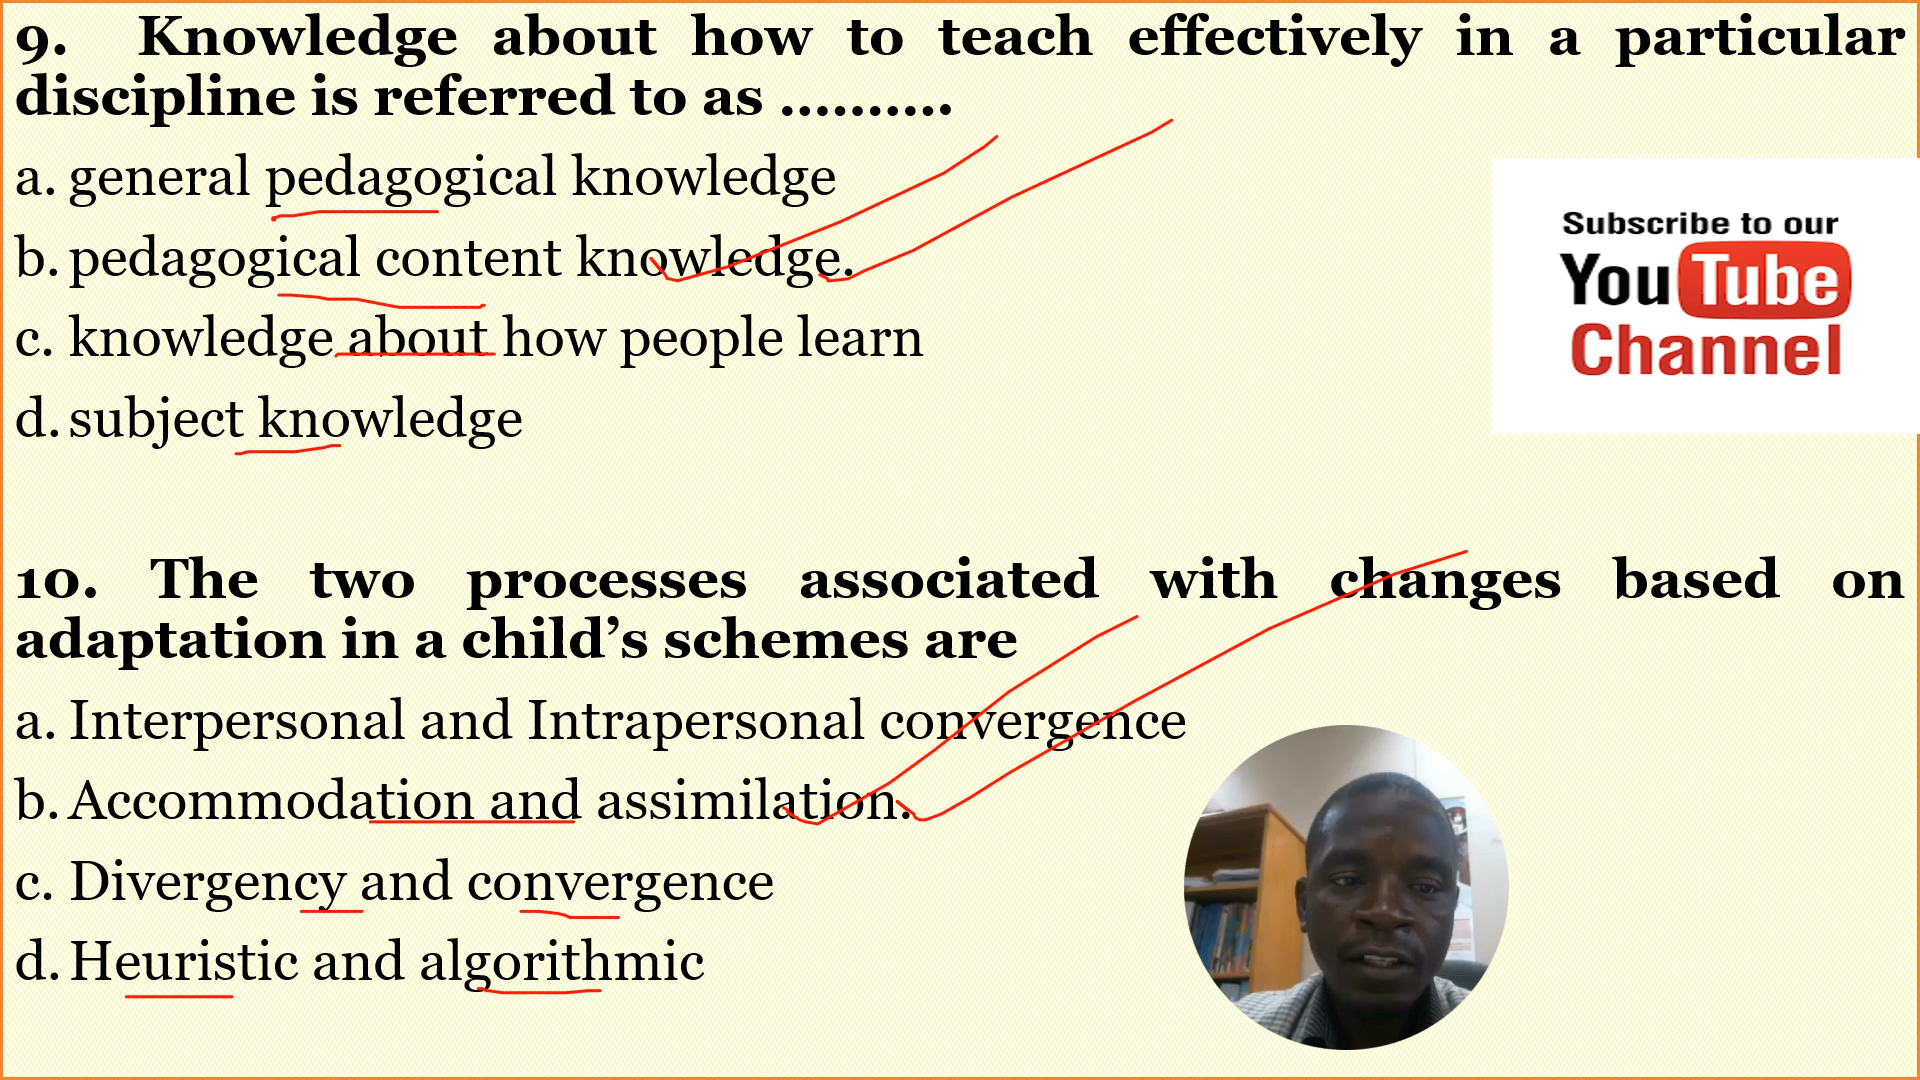 9. Knowledge about how to teach effectively in a particular
discipline is referred to as ……….
a. general pedagogical knowledge
b. pedagogical content knowledge.
c. knowledge about how people learn
d. subject knowledge
Subscribe to our
YouTube
Channel
10. The two processes associated with changes based on
adaptation in a child’s schemes are
a. Interpersonal and Intrapersonal convergence
b. Accommodation and assimilation.
c. Divergency and convergence
d. Heuristic and algorithmic